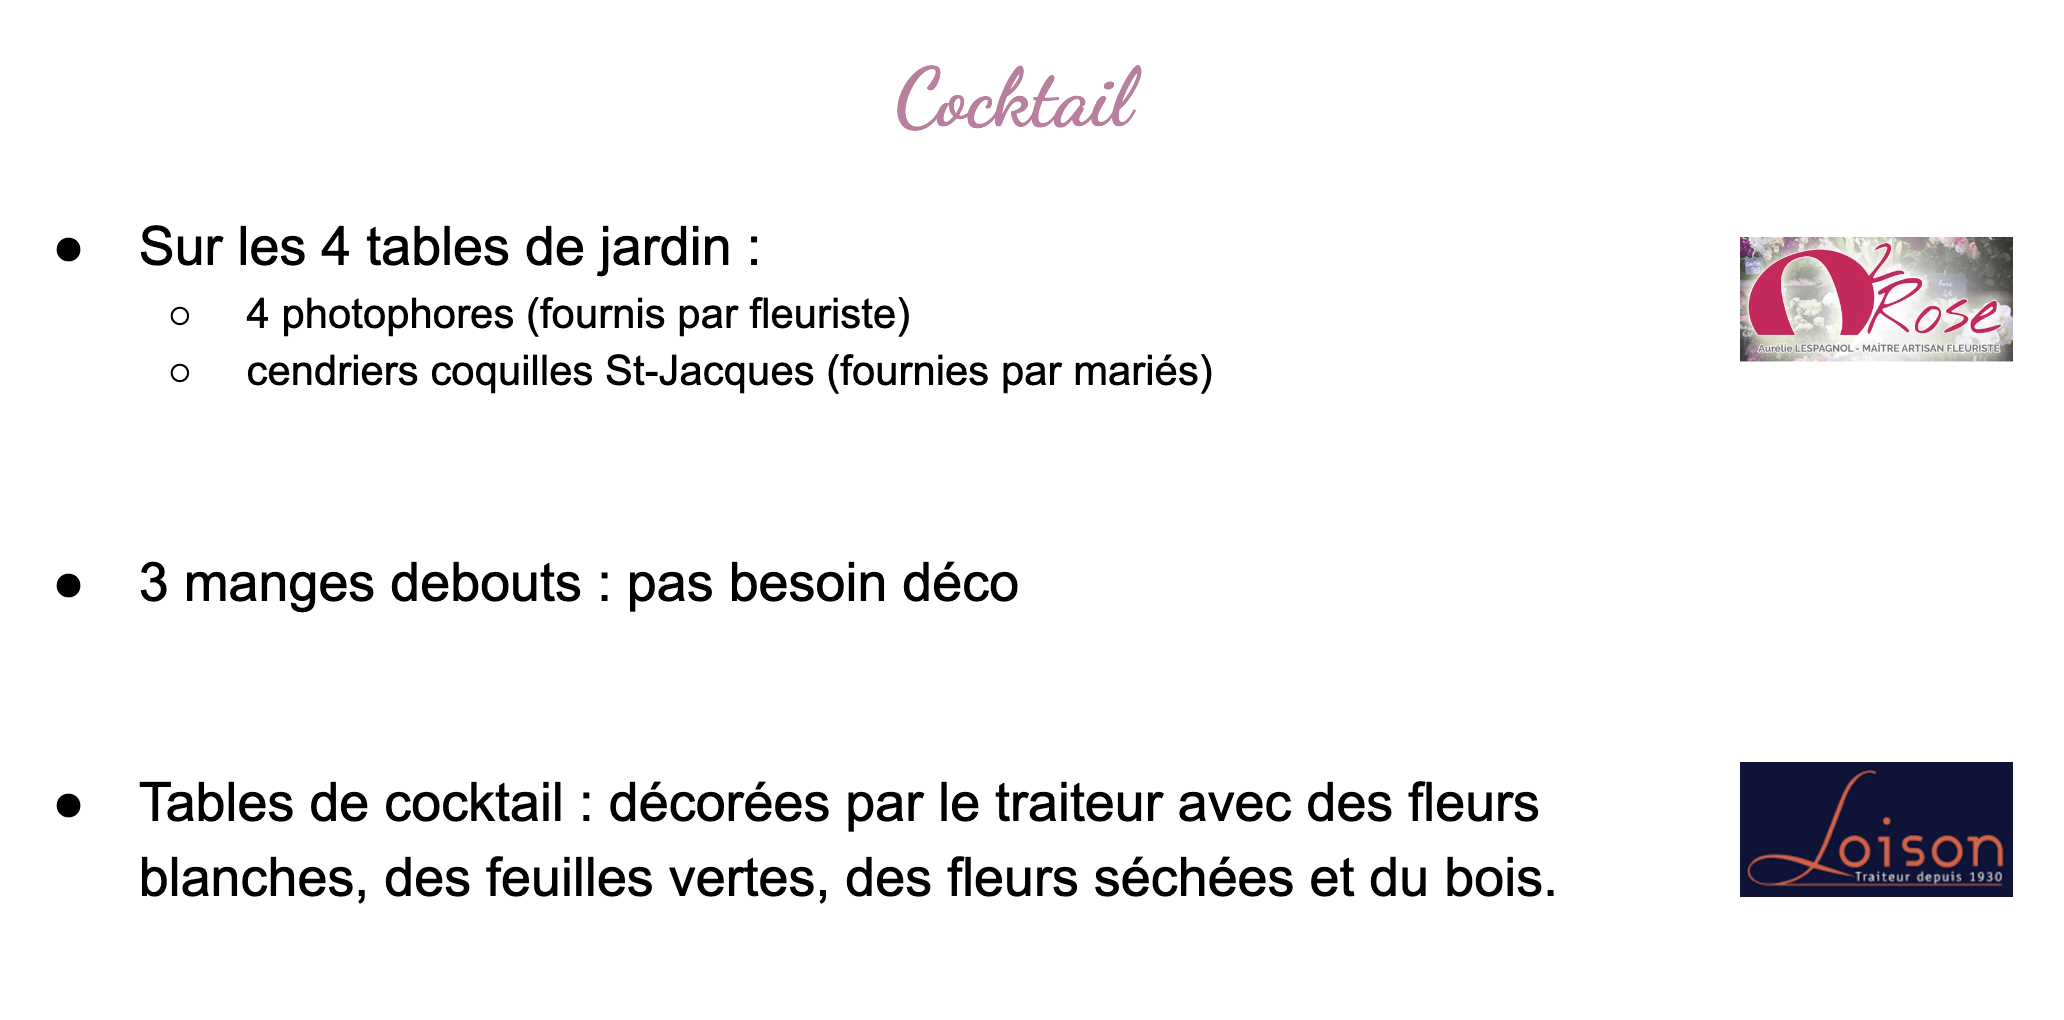 Cocktail
● Sur les 4 tables de jardin :
○ 4 photophores (fournis par fleuriste)
○ cendriers coquilles St-Jacques (fournies par mariés)
O2 Rose
Aurélie LESPAGNOL - MAÎTRE ARTISAN FLEURISTE
● 3 manges debouts : pas besoin déco
● Tables de cocktail : décorées par le traiteur avec des fleurs
blanches, des feuilles vertes, des fleurs séchées et du bois.
Loison
Traiteur depuis 1930